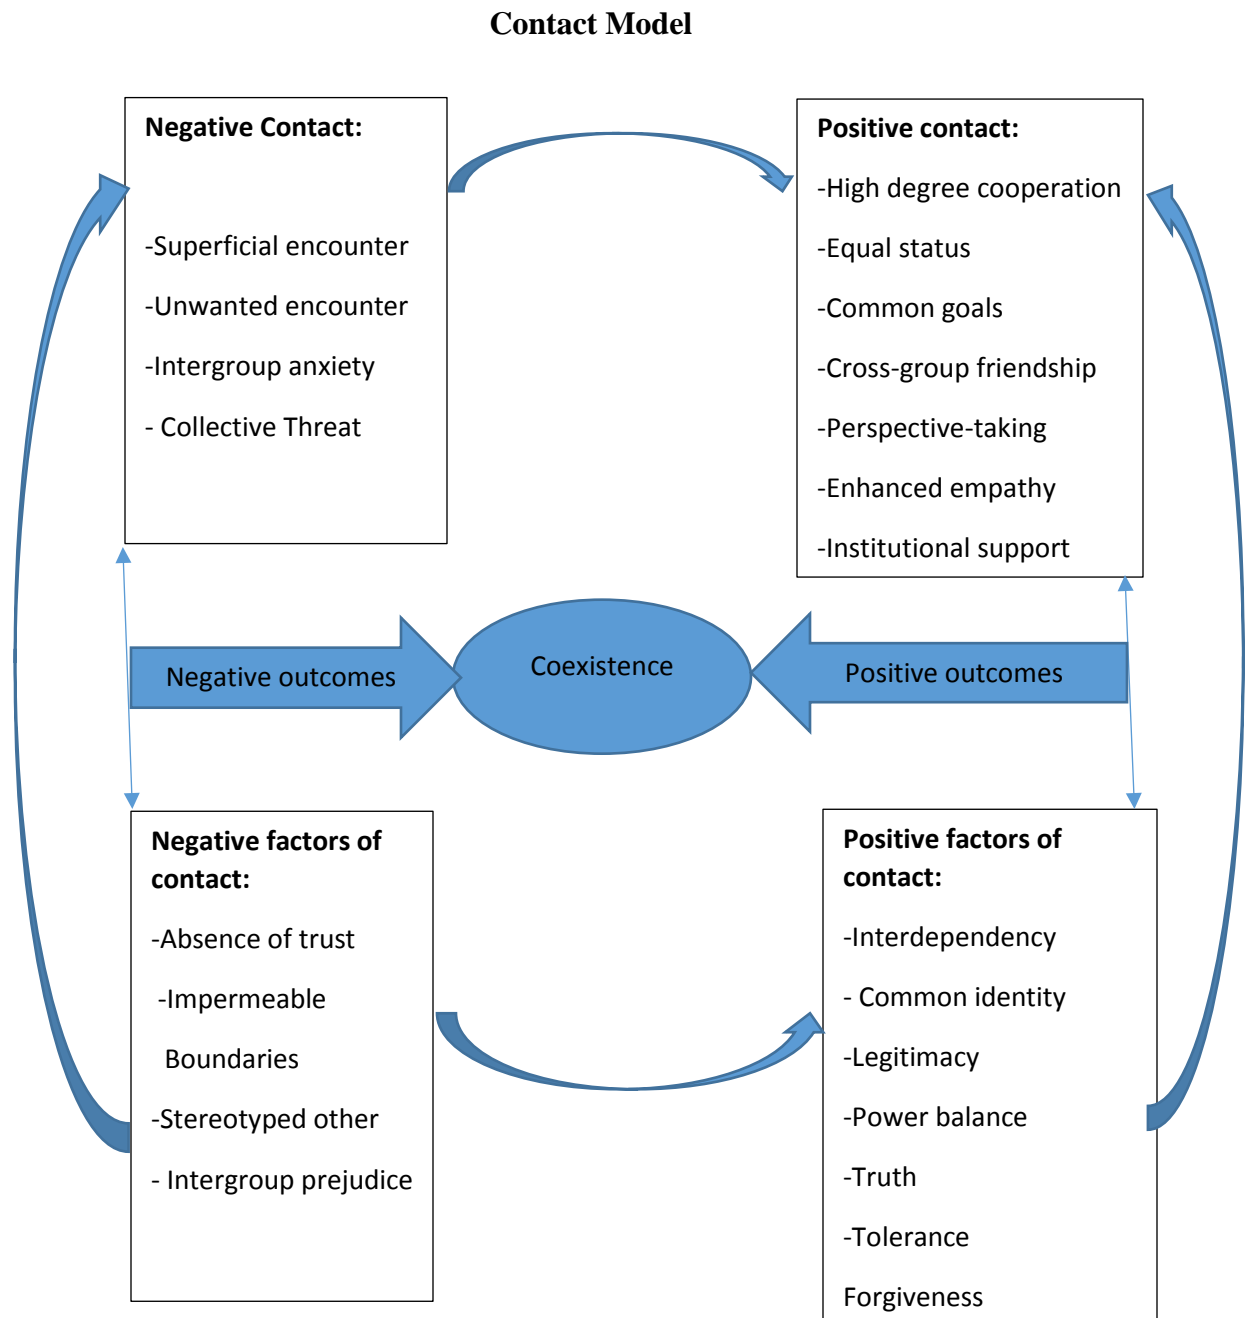 Contact Model
Negative Contact:
-Superficial encounter
-Unwanted encounter
-Intergroup anxiety
- Collective Threat
Positive contact:
-High degree cooperation
-Equal status
-Common goals
-Cross-group friendship
-Perspective-taking
-Enhanced empathy
-Institutional support
Negative outcomes
Coexistence
Positive outcomes
Negative factors of
contact:
-Absence of trust
-Impermeable
Boundaries
-Stereotyped other
- Intergroup prejudice
Positive factors of
contact:
-Interdependency
- Common identity
-Legitimacy
-Power balance
-Truth
-Tolerance
Forgiveness